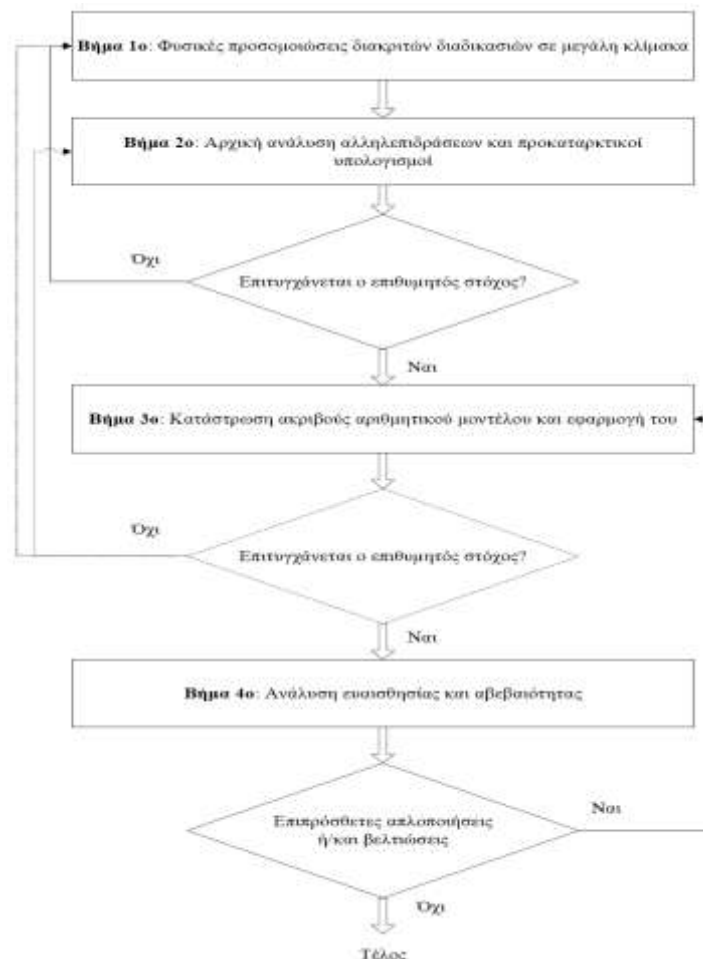 Βήμα 1ο: Φυσικές προσομοιώσεις διακριτών διαδικασιών σε μεγάλη κλίμακα
Βήμα 2ο: Αρχική ανάλυση αλληλεπιδράσεων και προκαταρκτικοί
υπολογισμοί
Όχι
Επιτυγχάνεται ο επιθυμητός στόχος?
Ναι
Βήμα 3ο: Κατάστρωση ακριβούς αριθμητικού μοντέλου και εφαρμογή του
Όχι
Επιτυγχάνεται ο επιθυμητός στόχος?
Ναι
Βήμα 4ο: Ανάλυση ευαισθησίας και αβεβαιότητας
Επιπρόσθετες απλοποιήσεις
ή/και βελτιώσεις
Ναι
Όχι
Τέλος